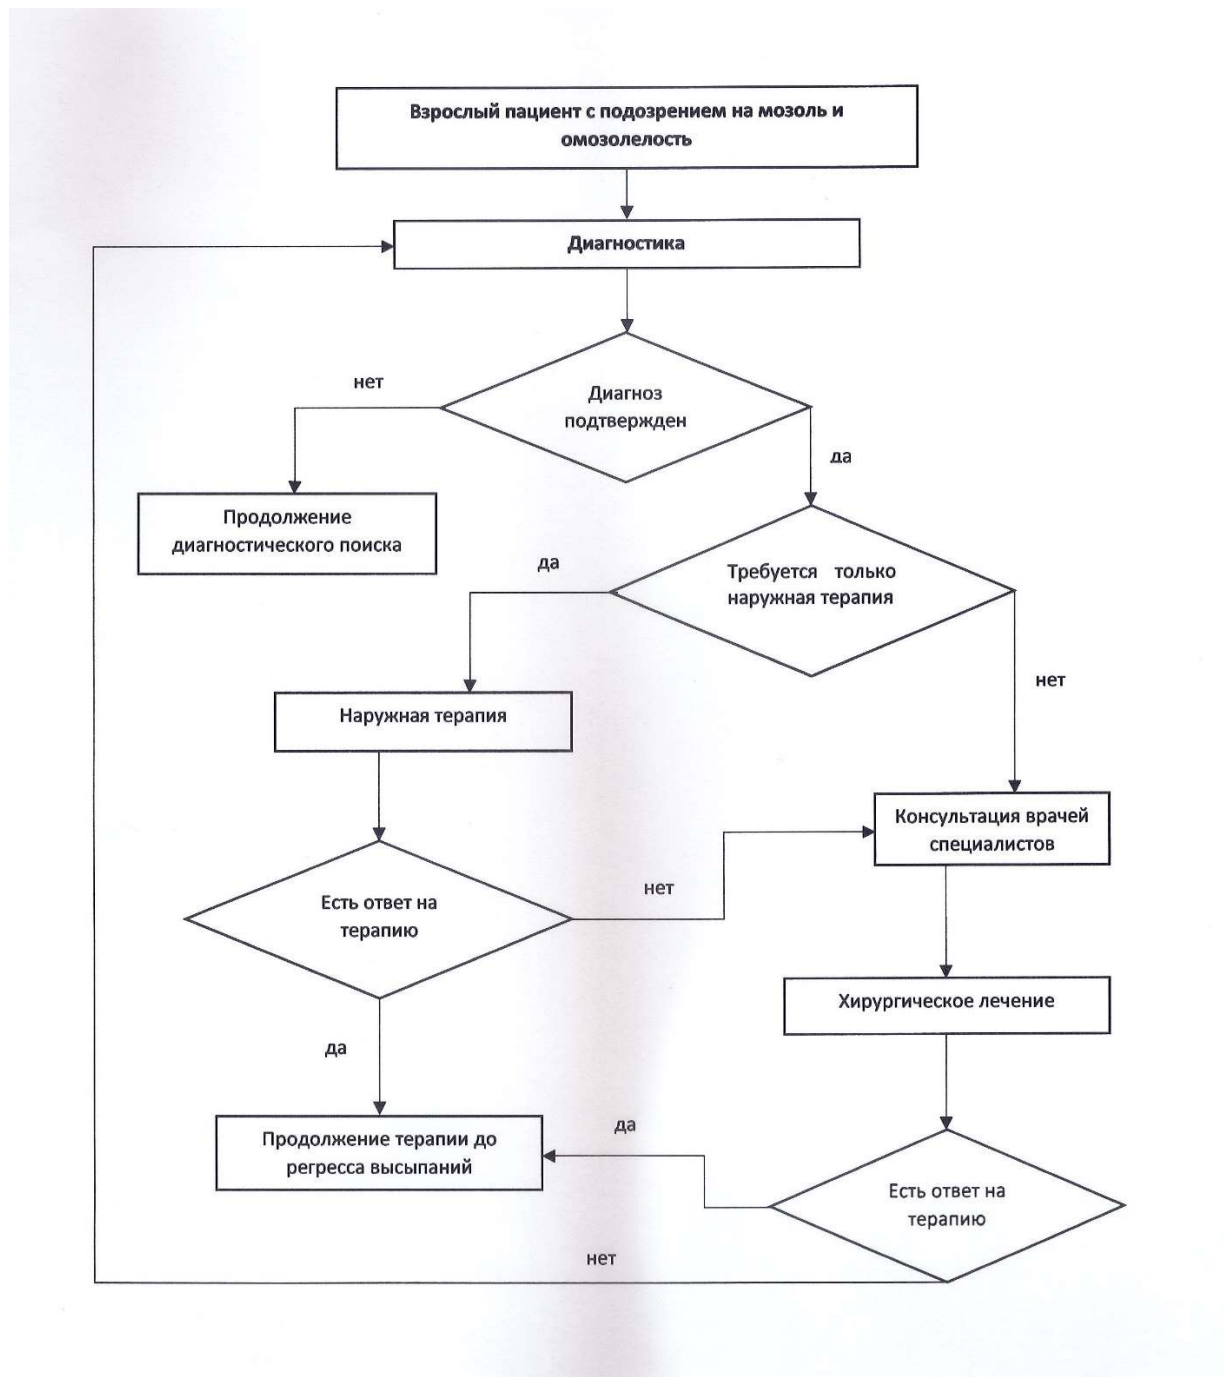 Взрослый пациент с подозрением на мозоль и
омозолелость
Диагностика
нет
Диагноз
подтвержден
да
Продолжение
диагностического поиска
да
Требуется только
наружная терапия
нет
Наружная терапия
Консультация врачей
специалистов
Есть ответ на
терапию
нет
Хирургическое лечение
да
Продолжение терапии до
регресса высыпаний
да
Есть ответ на
терапию
нет